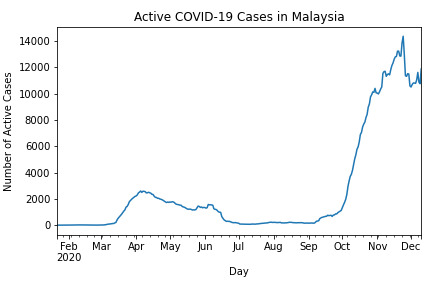 Active COVID-19 Cases in Malaysia
14000
12000
10000
8000
6000
4000
2000
0
Number of Active Cases
Feb Mar Apr May Jun Jul Aug Sep Oct Nov Dec
2020
Day